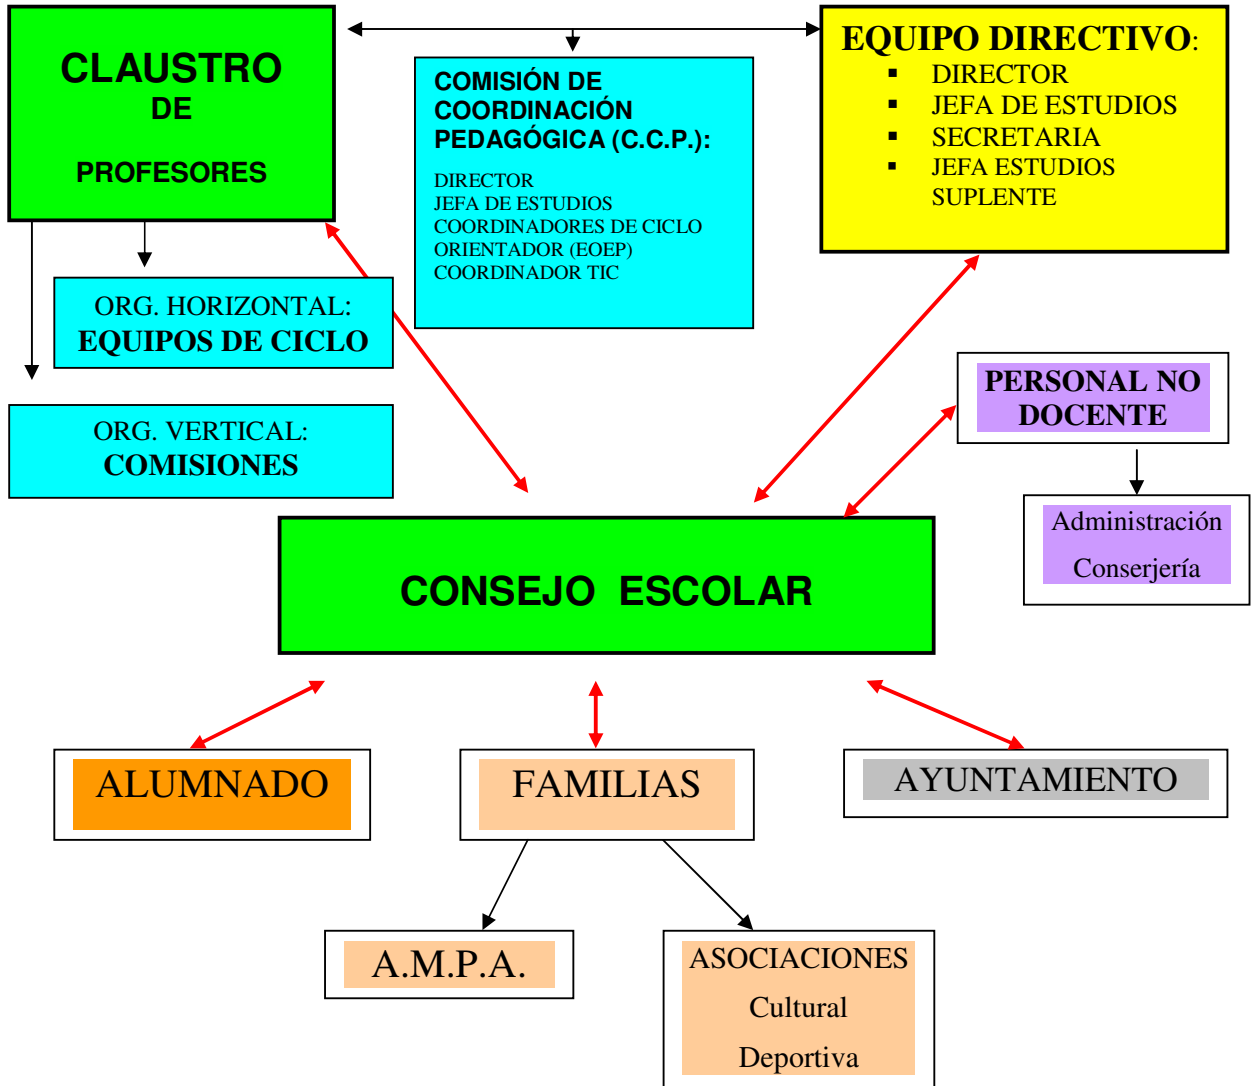 CLAUSTRO
DE
PROFESORES
COMISIÓN DE
COORDINACIÓN
PEDAGÓGICA (C.C.P.):
DIRECTOR
JEFA DE ESTUDIOS
COORDINADORES DE CICLO
ORIENTADOR (EOEP)
COORDINADOR TIC
EQUIPO DIRECTIVO:
▪ DIRECTOR
▪ JEFA DE ESTUDIOS
▪ SECRETARIA
▪ JEFA ESTUDIOS
SUPLENTE
ORG. HORIZONTAL:
EQUIPOS DE CICLO
ORG. VERTICAL:
COMISIONES
PERSONAL NO
DOCENTE
Administración
Conserjería
CONSEJO ESCOLAR
ALUMNADO
FAMILIAS
AYUNTAMIENTO
A.M.P.A.
ASOCIACIONES
Cultural
Deportiva